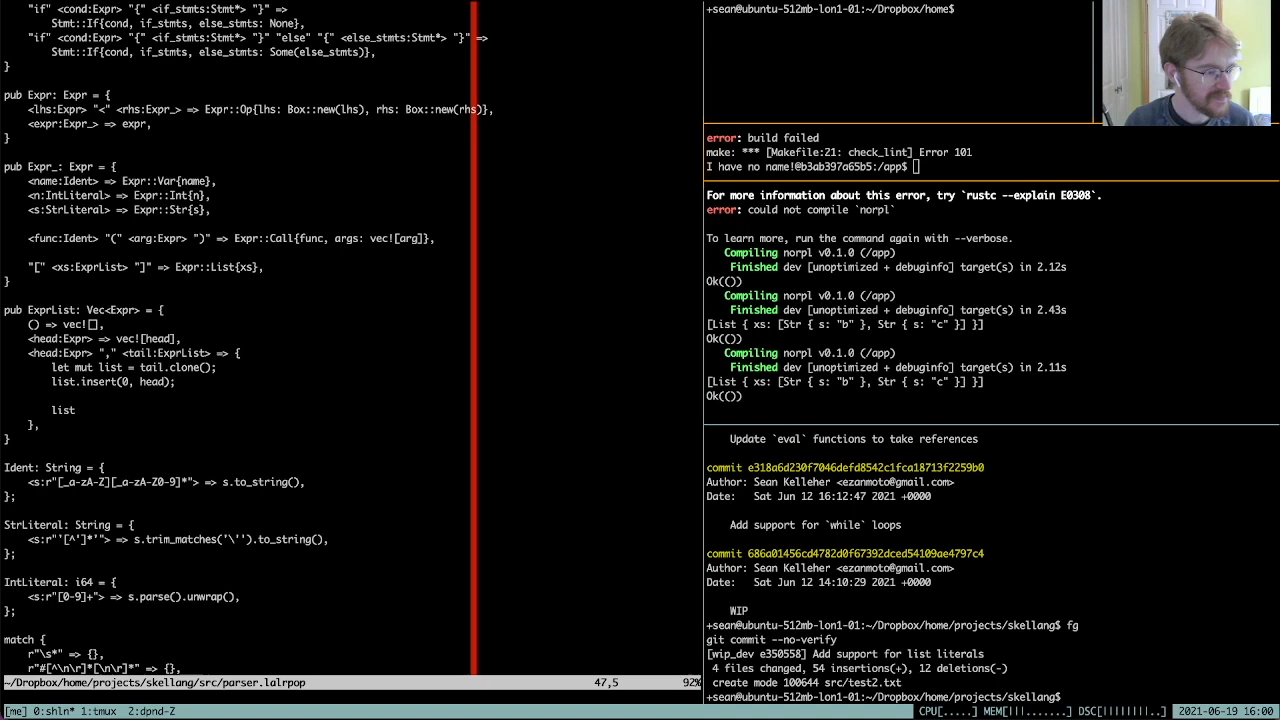 "if" <cond:Expr> "{" <if_stmts:Stmt*> "}" =>
        Stmt::If{cond, if_stmts, else_stmts: None},
    "if" <cond:Expr> "{" <if_stmts:Stmt*> "}" "else" "{" <else_stmts:Stmt*> "}" =>
        Stmt::If{cond, if_stmts, else_stmts: Some(else_stmts)},
}
pub Expr: Expr = {
    <lhs:Expr> "<" <rhs:Expr_> => Expr::Op{lhs: Box::new(lhs), rhs: Box::new(rhs)},
    <expr:Expr_> => expr,
}
pub Expr_: Expr = {
    <name:Ident> => Expr::Var{name},
    <n:IntLiteral> => Expr::Int{n},
    <s:StrLiteral> => Expr::Str{s},
    <func:Ident> "(" <arg:Expr> ")" => Expr::Call{func, args: vec![arg]},
    "[" <xs:ExprList> "]" => Expr::List{xs},
}
pub ExprList: Vec<Expr> = {
    () => vec![],
    <head:Expr> => vec![head],
    <head:Expr> "," <tail:ExprList> => {
        let mut list = tail.clone();
        list.insert(0, head);
        list
    },
}
Ident: String = {
    <s:r"[_a-zA-Z][_a-zA-Z0-9]*"> => s.to_string(),
};
StrLiteral: String = {
    <s:r"'[^']*'"> => s.trim_matches('\'').to_string(),
};
IntLiteral: i64 = {
    <s:r"[0-9]+"> => s.parse().unwrap(),
};
match {
    r"\s*" => {},
    r"#[^\n\r]*[\n\r]*" => {},
~/Dropbox/home/projects/skellang/src/parser.lalrpop 47,5 92%
+sean@ubuntu-512mb-lon1-01:~/Dropbox/home$
error: build failed
make: *** [Makefile:21: check_lint] Error 101
I have no name!@b3ab397a65b5:/app$
For more information about this error, try `rustc --explain E0308`.
error: could not compile `norpl`
To learn more, run the command again with --verbose.
   Compiling norpl v0.1.0 (/app)
    Finished dev [unoptimized + debuginfo] target(s) in 2.12s
Ok(())
   Compiling norpl v0.1.0 (/app)
    Finished dev [unoptimized + debuginfo] target(s) in 2.43s
[List { xs: [Str { s: "b" }, Str { s: "c" }] }]
Ok(())
   Compiling norpl v0.1.0 (/app)
    Finished dev [unoptimized + debuginfo] target(s) in 2.11s
[List { xs: [Str { s: "b" }, Str { s: "c" }] }]
Ok(())
    Update `eval` functions to take references
commit e318a6d230f7046defd8542c1fca18713f2259b0
Author: Sean Kelleher <ezanmoto@gmail.com>
Date:   Sat Jun 12 16:12:47 2021 +0000
    Add support for `while` loops
commit 686a01456cd4782d0f67392dced54109ae4797c4
Author: Sean Kelleher <ezanmoto@gmail.com>
Date:   Sat Jun 12 14:10:29 2021 +0000
    WIP
+sean@ubuntu-512mb-lon1-01:~/Dropbox/home/projects/skellang$ fg
git commit --no-verify
[wip_dev e350558] Add support for list literals
 4 files changed, 54 insertions(+), 12 deletions(-)
 create mode 100644 src/test2.txt
+sean@ubuntu-512mb-lon1-01:~/Dropbox/home/projects/skellang$
[me] 0:shln* 1:tmux  2:dpnd-Z CPU[.....] MEM[|||.......] DSC[||||||||..] 2021-06-19 16:00